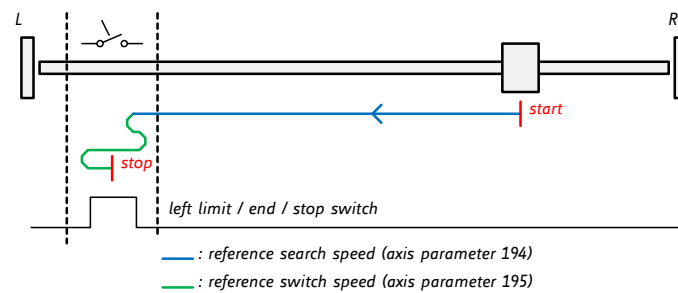 L
R
start
stop
left limit / end / stop switch
: reference search speed (axis parameter 194)
: reference switch speed (axis parameter 195)